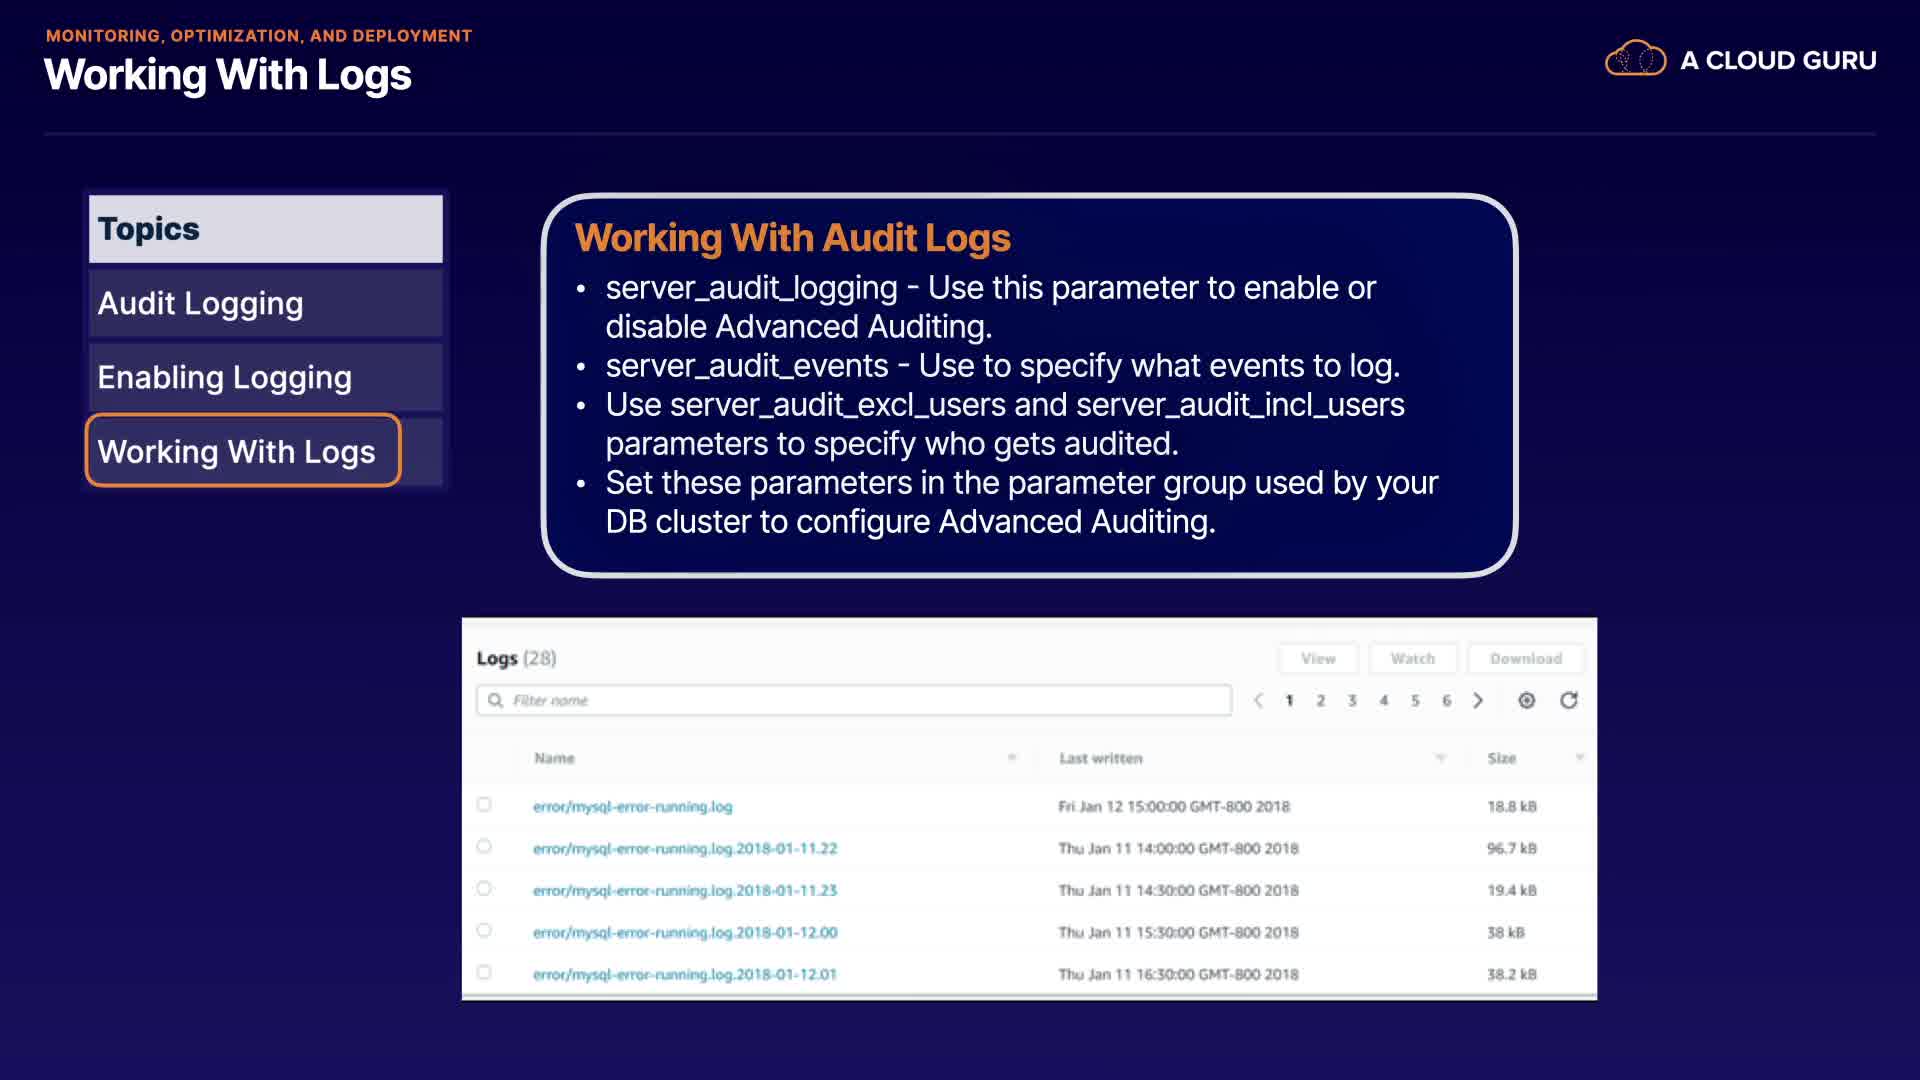 MONITORING, OPTIMIZATION, AND DEPLOYMENT
Working With Logs
A CLOUD GURU
Topics
Audit Logging
Enabling Logging
Working With Logs
Working With Audit Logs
• server_audit_logging - Use this parameter to enable or
disable Advanced Auditing.
• server_audit_events - Use to specify what events to log.
• Use server_audit_excl_users and server_audit_incl_users
parameters to specify who gets audited.
• Set these parameters in the parameter group used by your
DB cluster to configure Advanced Auditing.
Logs (28)
View Watch Download
Filter name
1 2 3 4 5 6
Name Last written Size
error/mysql-error-running.log Fri Jan 12 15:00:00 GMT-800 2018 18.8 kB
error/mysql-error-running.log.2018-01-11.22 Thu Jan 11 14:00:00 GMT-800 2018 96.7 kB
error/mysql-error-running.log.2018-01-11.23 Thu Jan 11 14:30:00 GMT-800 2018 19.4 kB
error/mysql-error-running.log.2018-01-12.00 Thu Jan 11 15:30:00 GMT-800 2018 38 kB
error/mysql-error-running.log.2018-01-12.01 Thu Jan 11 16:30:00 GMT-800 2018 38.2 kB